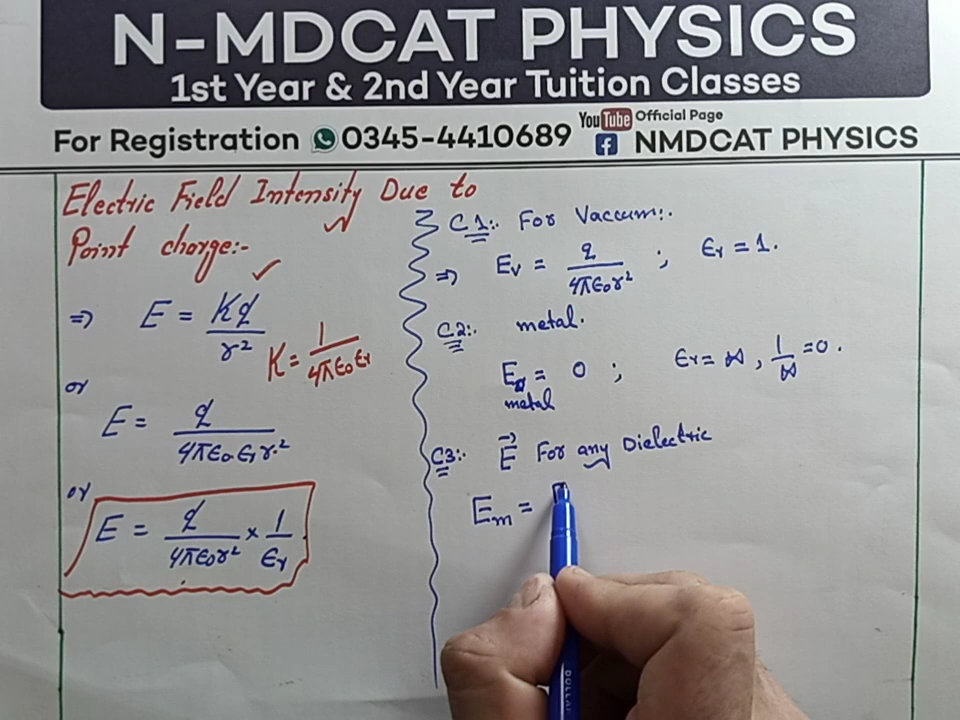 N-MDCAT PHYSICS
1st Year & 2nd Year Tuition Classes
For Registration 0345-4410689 YouTube Official Page
NMDCAT PHYSICS
Electric Field Intensity Due to
Point charge:-
⇒ E = Kq / r²
K = 1 / 4πε₀εr
or
E = q / 4πε₀εr r²
or
E = q / 4πε₀r² × 1 / εr
C1:- For Vaccum:-
⇒ Ev = q / 4πε₀r² ; εr = 1.
C2:- metal.
E metal = 0 ; εr = ∞, 1/∞ = 0.
C3:- E⃗ For any Dielectric
Em =
DOLLAR